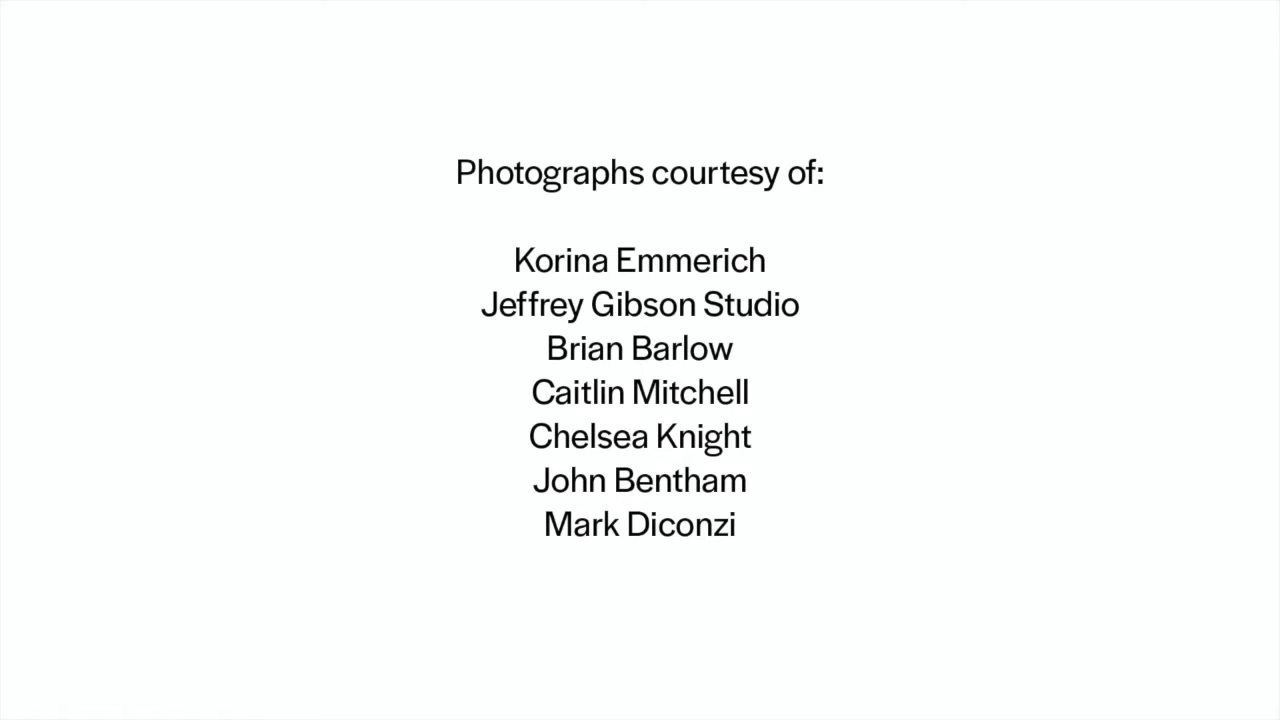 Photographs courtesy of:
Korina Emmerich
Jeffrey Gibson Studio
Brian Barlow
Caitlin Mitchell
Chelsea Knight
John Bentham
Mark Diconzi